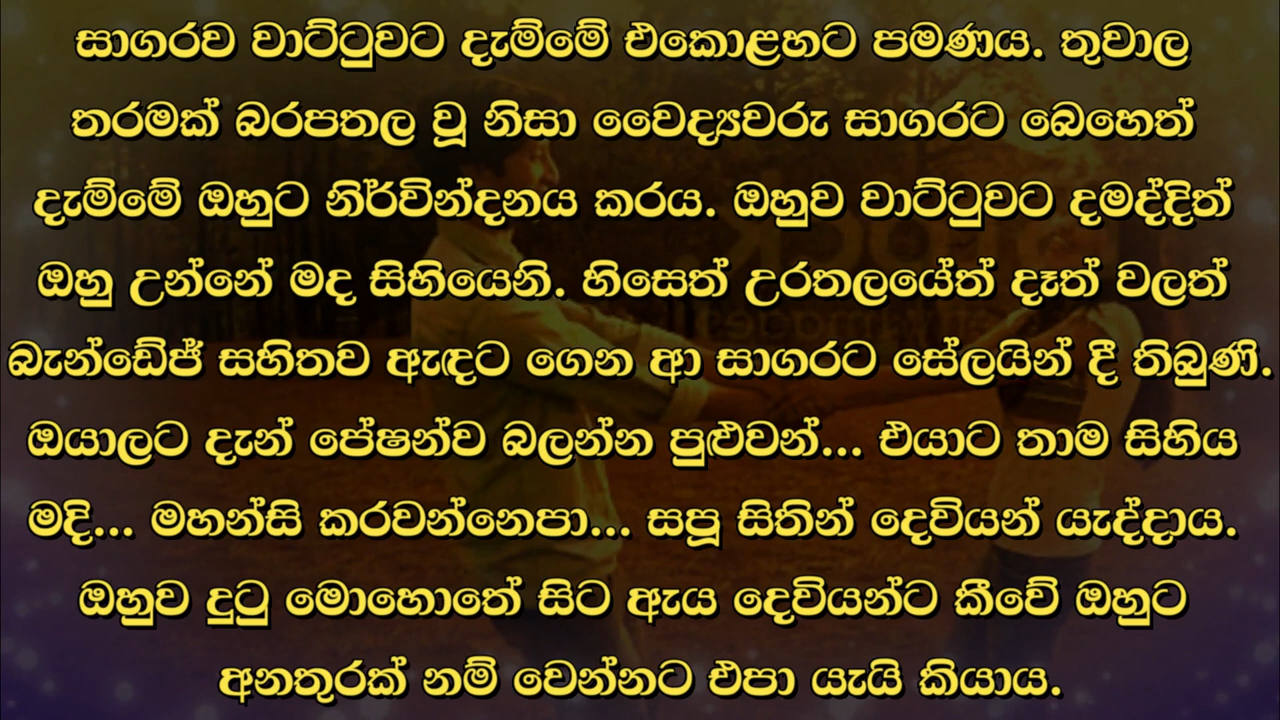 සාගරව වාට්ටුවට දැම්මේ එකොළහට පමණය. තුවාල
තරමක් බරපතල වූ නිසා වෛද්‍යවරු සාගරට බෙහෙත්
දැම්මේ ඔහුට නිර්වින්දනය කරය. ඔහුව වාට්ටුවට දමද්දිත්
ඔහු උන්නේ මද සිහියෙනි. හිසෙත් උරතලයේත් දෑත් වලත්
බැන්ඩේජ් සහිතව ඇඳට ගෙන ආ සාගරට සේලයින් දී තිබුණි.
ඔයාලට දැන් පේෂන්ව බලන්න පුළුවන්... එයාට තාම සිහිය
මදි... මහන්සි කරවන්නෙපා... සපූ සිතින් දෙවියන් යැද්දාය.
ඔහුව දුටු මොහොතේ සිට ඇය දෙවියන්ට කීවේ ඔහුට
අනතුරක් නම් වෙන්නට එපා යැයි කියාය.